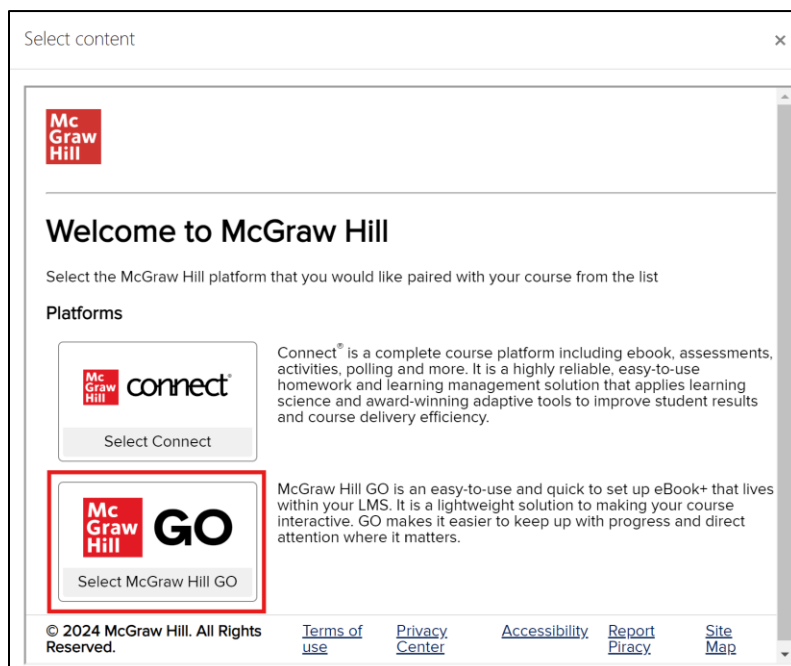 Select content
×
Mc
Graw
Hill
Welcome to McGraw Hill
Select the McGraw Hill platform that you would like paired with your course from the list
Platforms
Mc
Graw
Hill
connect®
Select Connect
Connect® is a complete course platform including ebook, assessments,
activities, polling and more. It is a highly reliable, easy-to-use
homework and learning management solution that applies learning
science and award-winning adaptive tools to improve student results
and course delivery efficiency.
Mc
Graw
Hill
GO
Select McGraw Hill GO
McGraw Hill GO is an easy-to-use and quick to set up eBook+ that lives
within your LMS. It is a lightweight solution to making your course
interactive. GO makes it easier to keep up with progress and direct
attention where it matters.
© 2024 McGraw Hill. All Rights
Reserved.
Terms of
use
Privacy
Center
Accessibility
Report
Piracy
Site
Map